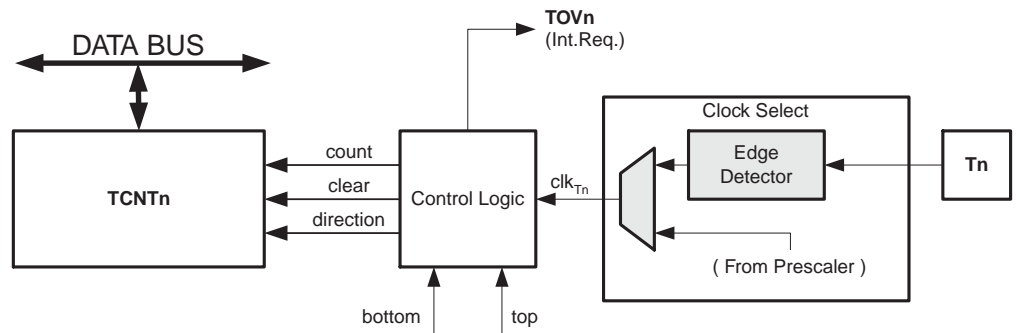 TOVn
(Int.Req.)
DATA BUS
Clock Select
count
clear
direction
TCNTn
Control Logic
clkTn
Edge
Detector
Tn
( From Prescaler )
bottom
top